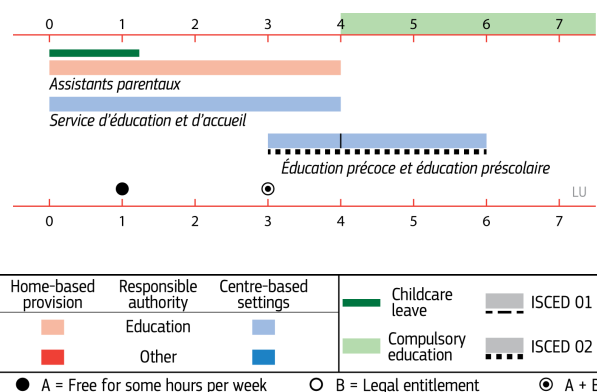 0 1 2 3 4 5 6 7
Assistants parentaux
Service d'éducation et d'accueil
Éducation précoce et éducation préscolaire
LU
0 1 2 3 4 5 6 7
Home-based provision
Responsible authority
Centre-based settings
Education
Other
Childcare leave
ISCED 01
Compulsory education
ISCED 02
A = Free for some hours per week
B = Legal entitlement
A + B